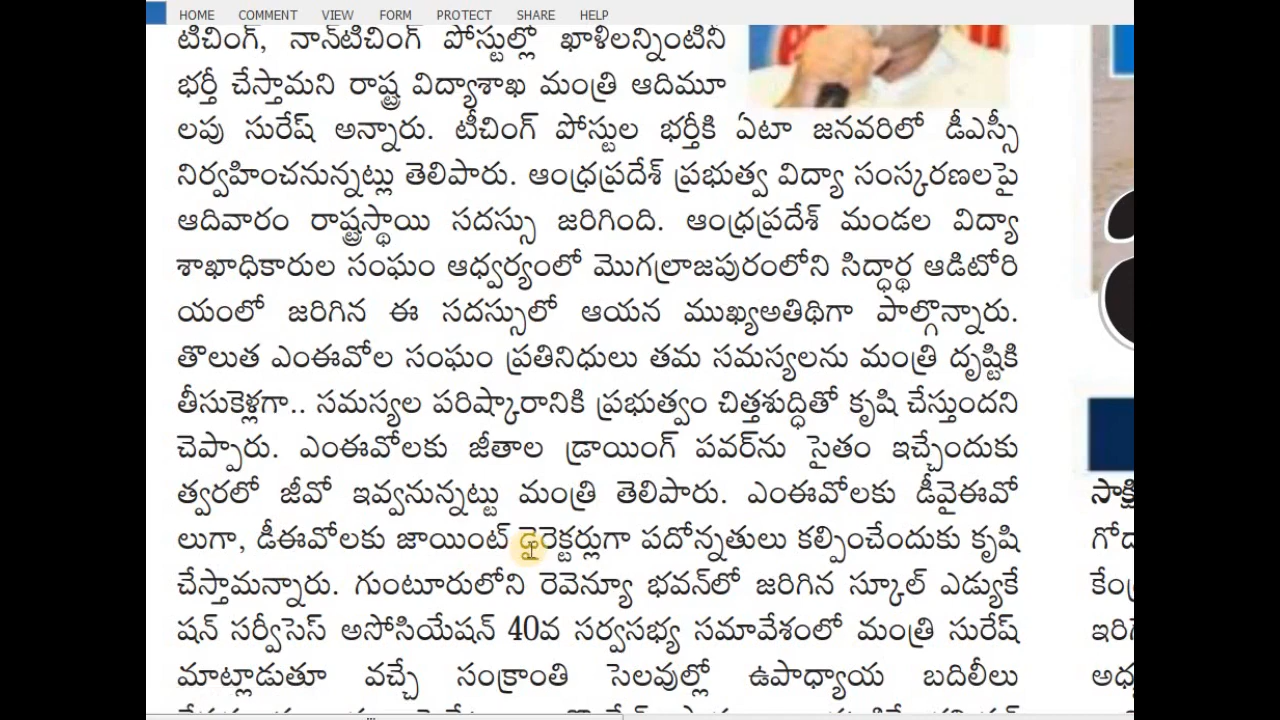 HOME COMMENT VIEW FORM PROTECT SHARE HELP
టీచింగ్, నాన్‌టీచింగ్ పోస్టుల్లో ఖాళీలన్నింటినీ
భర్తీ చేస్తామని రాష్ట్ర విద్యాశాఖ మంత్రి ఆదిమూ
లపు సురేష్ అన్నారు. టీచింగ్ పోస్టుల భర్తీకి ఏటా జనవరిలో డీఎస్సీ
నిర్వహించనున్నట్లు తెలిపారు. ఆంధ్రప్రదేశ్ ప్రభుత్వ విద్యా సంస్కరణలపై
ఆదివారం రాష్ట్రస్థాయి సదస్సు జరిగింది. ఆంధ్రప్రదేశ్ మండల విద్యా
శాఖాధికారుల సంఘం ఆధ్వర్యంలో మొగల్రాజపురంలోని సిద్ధార్థ ఆడిటోరి
యంలో జరిగిన ఈ సదస్సులో ఆయన ముఖ్యఅతిథిగా పాల్గొన్నారు.
తొలుత ఎంఈవోల సంఘం ప్రతినిధులు తమ సమస్యలను మంత్రి దృష్టికి
తీసుకెళ్లగా.. సమస్యల పరిష్కారానికి ప్రభుత్వం చిత్తశుద్ధితో కృషి చేస్తుందని
చెప్పారు. ఎంఈవోలకు జీతాల డ్రాయింగ్ పవర్‌ను సైతం ఇచ్చేందుకు
త్వరలో జీవో ఇవ్వనున్నట్టు మంత్రి తెలిపారు. ఎంఈవోలకు డీవైఈవో
లుగా, డీఈవోలకు జాయింట్ డైరెక్టర్లుగా పదోన్నతులు కల్పించేందుకు కృషి
చేస్తామన్నారు. గుంటూరులోని రెవెన్యూ భవన్‌లో జరిగిన స్కూల్ ఎడ్యుకే
షన్ సర్వీసెస్ అసోసియేషన్ 40వ సర్వసభ్య సమావేశంలో మంత్రి సురేష్
మాట్లాడుతూ వచ్చే సంక్రాంతి సెలవుల్లో ఉపాధ్యాయ బదిలీలు